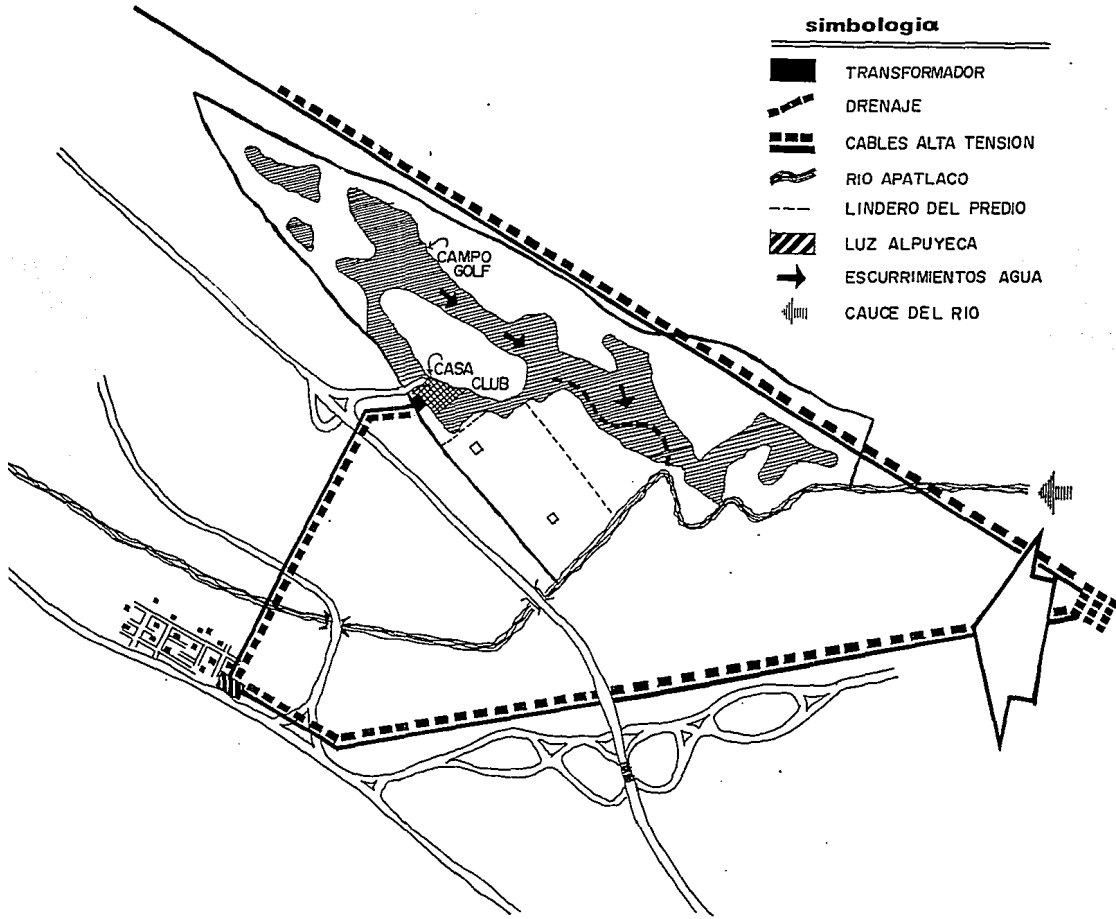 simbologia
TRANSFORMADOR
DRENAJE
CABLES ALTA TENSION
RIO APATLACO
LINDERO DEL PREDIO
LUZ ALPUYECA
ESCURRIMIENTOS AGUA
CAUCE DEL RIO
CAMPO
GOLF
CASA
CLUB